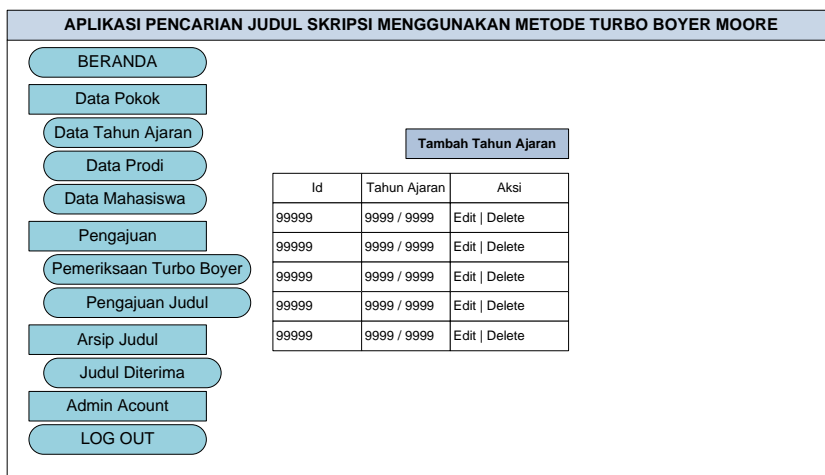 APLIKASI PENCARIAN JUDUL SKRIPSI MENGGUNAKAN METODE TURBO BOYER MOORE
BERANDA
Data Pokok
Data Tahun Ajaran
Data Prodi
Data Mahasiswa
Pengajuan
Pemeriksaan Turbo Boyer
Pengajuan Judul
Arsip Judul
Judul Diterima
Admin Acount
LOG OUT
Tambah Tahun Ajaran
Id Tahun Ajaran Aksi
99999 9999 / 9999 Edit | Delete
99999 9999 / 9999 Edit | Delete
99999 9999 / 9999 Edit | Delete
99999 9999 / 9999 Edit | Delete
99999 9999 / 9999 Edit | Delete